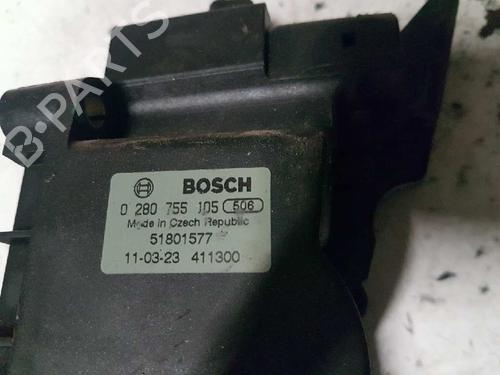 B-PARTS
BOSCH
0 280 755 105 506
Made in Czech Republic
51801577
11-03-23 411300